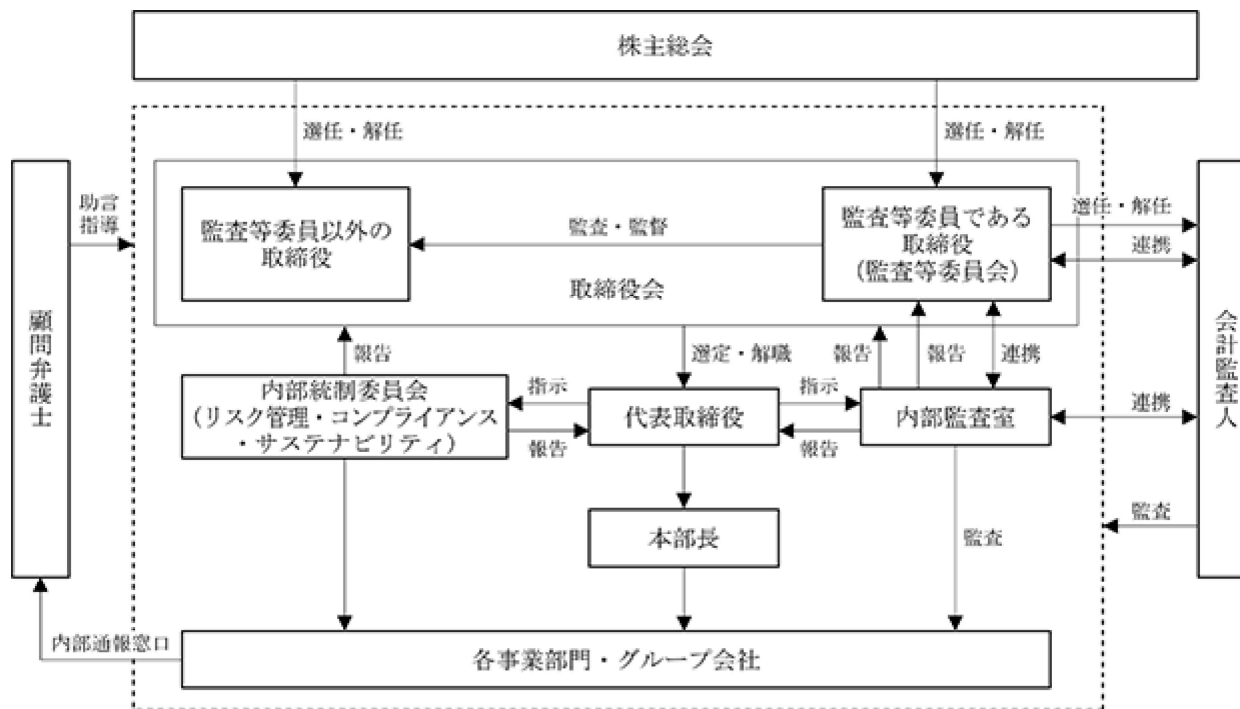 株主総会
選任・解任
選任・解任
助言
指導
監査等委員以外の
取締役
監査・監督
監査等委員である
取締役
（監査等委員会）
選任・解任
連携
取締役会
顧問弁護士
会計監査人
報告
選定・解職
報告
報告
連携
内部統制委員会
（リスク管理・コンプライアンス
・サステナビリティ）
指示
報告
代表取締役
指示
報告
内部監査室
連携
本部長
監査
監査
内部通報窓口
各事業部門・グループ会社